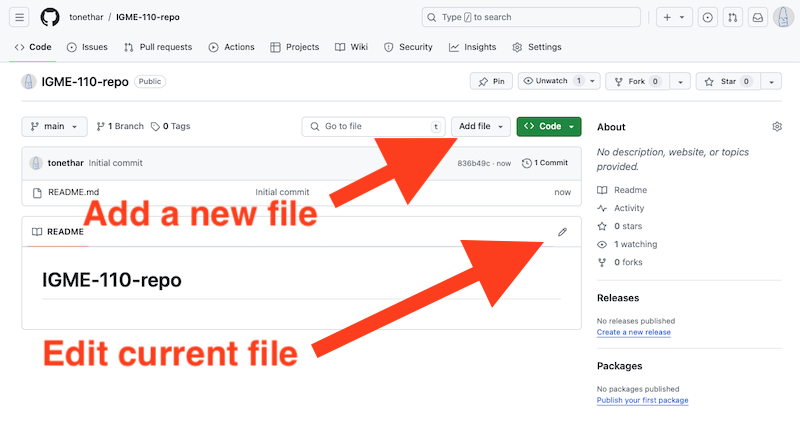 tonethar / IGME-110-repo
Type / to search
Code Issues Pull requests Actions Projects Wiki Security Insights Settings
IGME-110-repo Public
Pin Unwatch 1 Fork 0 Star 0
main 1 Branch 0 Tags Go to file t Add file Code
tonethar Initial commit 836b49c · now 1 Commit
README.md Initial commit now
Add a new file
README
IGME-110-repo
Edit current file
About
No description, website, or topics
provided.
Readme
Activity
0 stars
1 watching
0 forks
Releases
No releases published
Create a new release
Packages
No packages published
Publish your first package